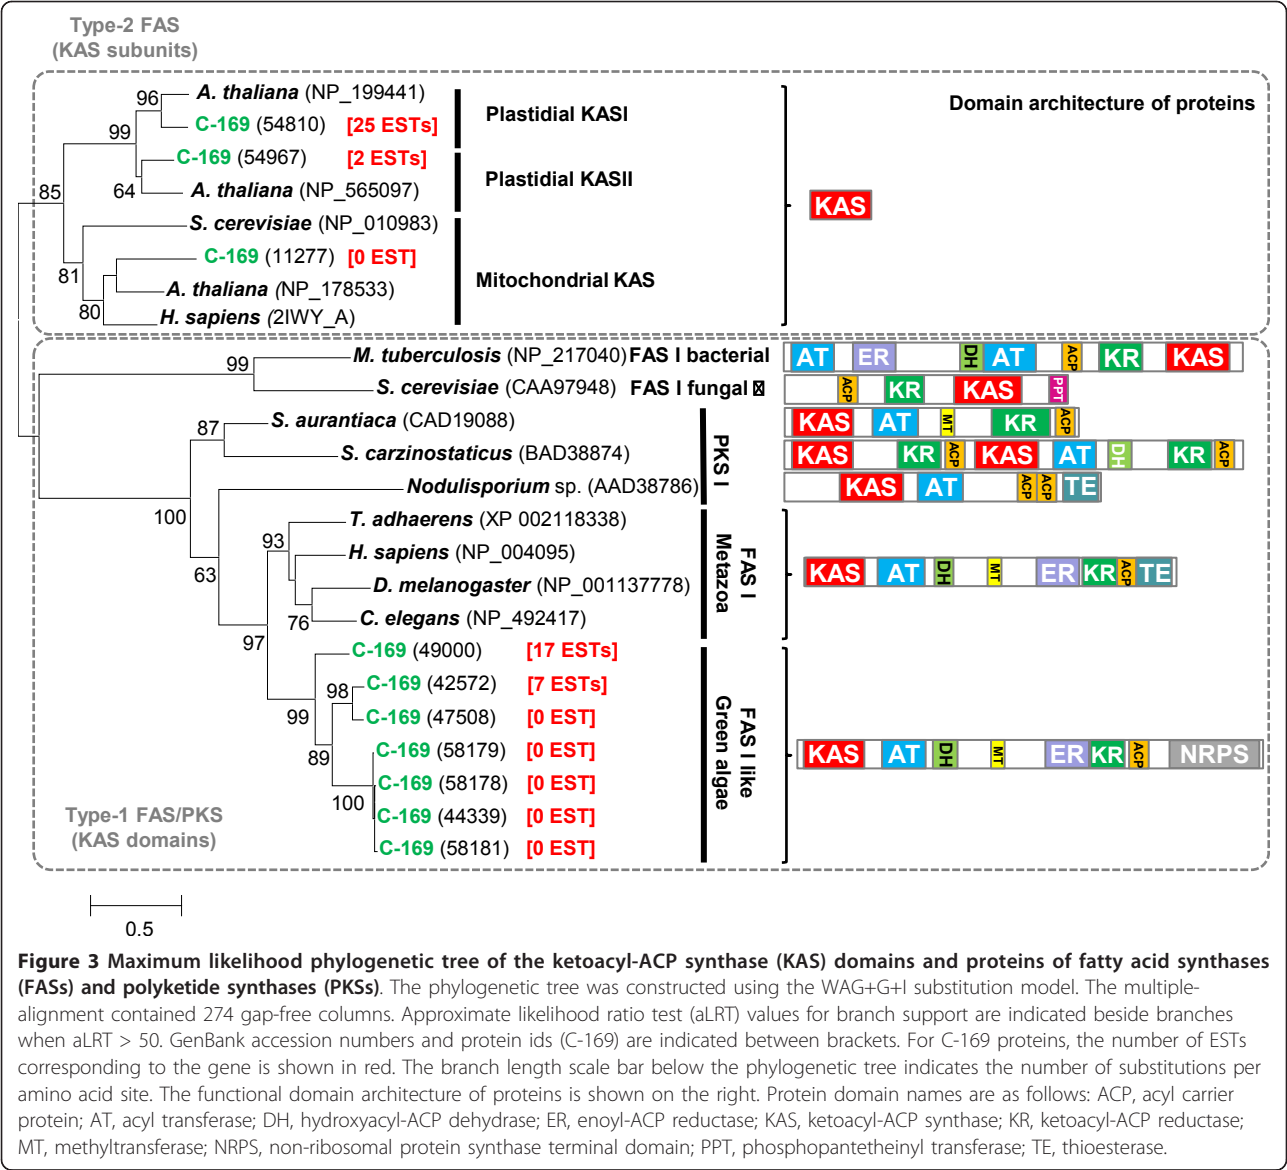 Type-2 FAS
(KAS subunits)
Domain architecture of proteins
96
A. thaliana (NP_199441)
C-169 (54810) [25 ESTs]
Plastidial KASI
99
C-169 (54967) [2 ESTs]
64
A. thaliana (NP_565097)
Plastidial KASII
85
KAS
S. cerevisiae (NP_010983)
C-169 (11277) [0 EST]
81
A. thaliana (NP_178533)
Mitochondrial KAS
80
H. sapiens (2IWY_A)
99
M. tuberculosis (NP_217040) FAS I bacterial
AT ER DH AT ACP KR KAS
S. cerevisiae (CAA97948) FAS I fungal
ACP KR KAS PPT
87
S. aurantiaca (CAD19088)
KAS AT MT KR ACP
S. carzinostaticus (BAD38874)
KAS KR ACP KAS AT DH KR ACP
PKS I
Nodulisporium sp. (AAD38786)
KAS AT ACP ACP TE
100
63
93
T. adhaerens (XP 002118338)
H. sapiens (NP_004095)
D. melanogaster (NP_001137778)
76
C. elegans (NP_492417)
FAS I
Metazoa
KAS AT DH MT ER KR ACP TE
97
C-169 (49000) [17 ESTs]
98
C-169 (42572) [7 ESTs]
99
C-169 (47508) [0 EST]
89
C-169 (58179) [0 EST]
C-169 (58178) [0 EST]
100
C-169 (44339) [0 EST]
C-169 (58181) [0 EST]
FAS I like
Green algae
KAS AT DH MT ER KR ACP NRPS
Type-1 FAS/PKS
(KAS domains)
0.5
Figure 3 Maximum likelihood phylogenetic tree of the ketoacyl-ACP synthase (KAS) domains and proteins of fatty acid synthases
(FASs) and polyketide synthases (PKSs). The phylogenetic tree was constructed using the WAG+G+I substitution model. The multiple-
alignment contained 274 gap-free columns. Approximate likelihood ratio test (aLRT) values for branch support are indicated beside branches
when aLRT > 50. GenBank accession numbers and protein ids (C-169) are indicated between brackets. For C-169 proteins, the number of ESTs
corresponding to the gene is shown in red. The branch length scale bar below the phylogenetic tree indicates the number of substitutions per
amino acid site. The functional domain architecture of proteins is shown on the right. Protein domain names are as follows: ACP, acyl carrier
protein; AT, acyl transferase; DH, hydroxyacyl-ACP dehydrase; ER, enoyl-ACP reductase; KAS, ketoacyl-ACP synthase; KR, ketoacyl-ACP reductase;
MT, methyltransferase; NRPS, non-ribosomal protein synthase terminal domain; PPT, phosphopantetheinyl transferase; TE, thioesterase.